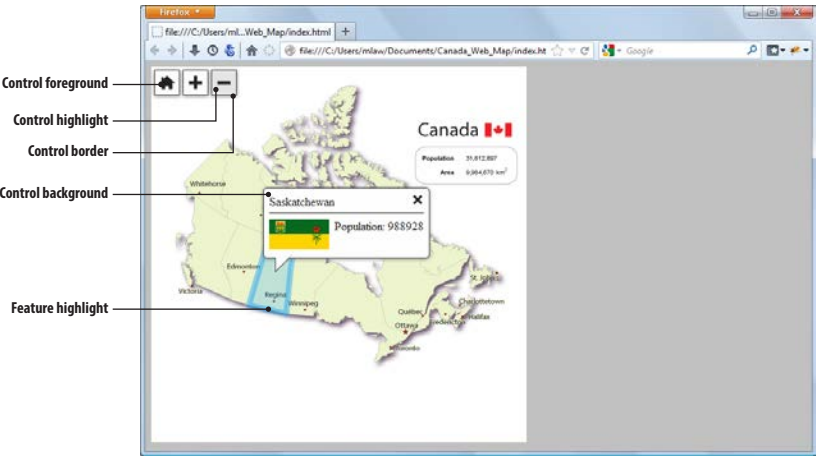 Firefox
file:///C:/Users/ml...Web_Map/index.html
file:///C:/Users/mlaw/Documents/Canada_Web_Map/index.ht
Google
Control foreground
Control highlight
Control border
Control background
Feature highlight
Canada
Population 31,612,897
Area 9,984,670 km²
Whitehorse
Saskatchewan
Population: 988928
Edmonton
Victoria
Regina
Winnipeg
St. John's
Charlottetown
Québec
Fredericton
Halifax
Ottawa
Toronto